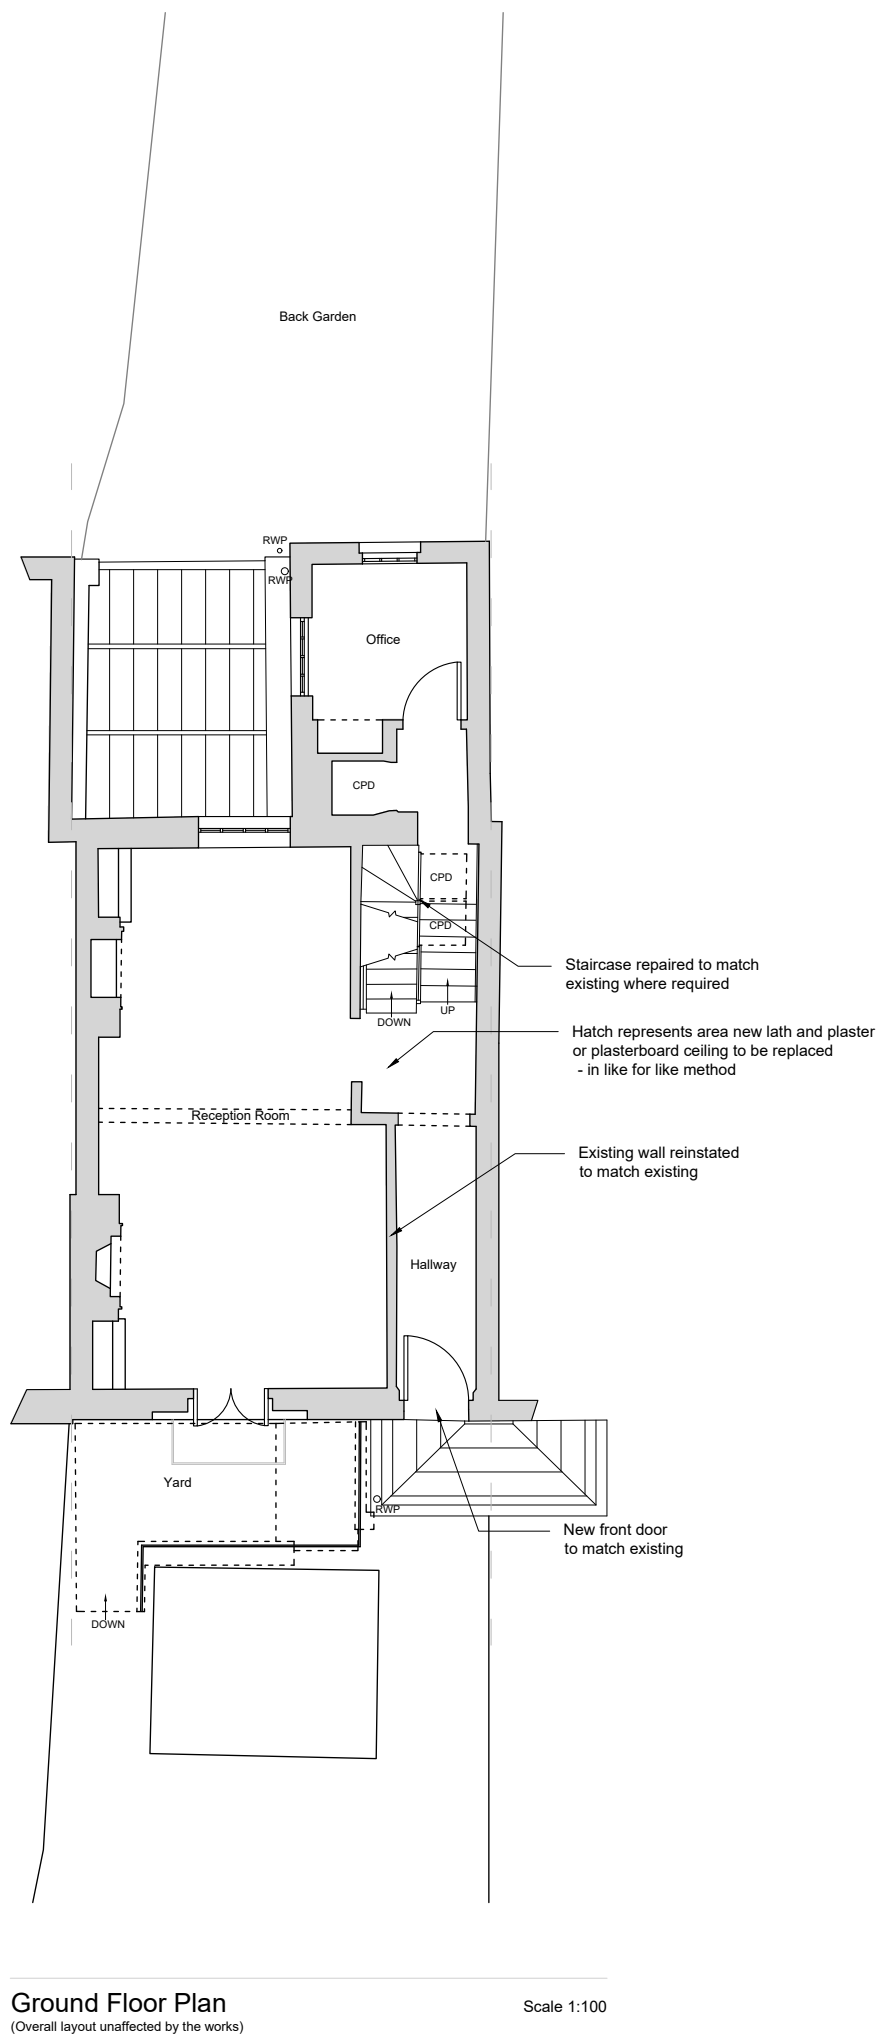 Back Garden
RWP
RWP
Office
CPD
CPD
CPD
Staircase repaired to match
existing where required
DOWN
UP
Hatch represents area new lath and plaster
or plasterboard ceiling to be replaced
- in like for like method
Reception Room
Existing wall reinstated
to match existing
Hallway
Yard
RWP
New front door
to match existing
DOWN
Ground Floor Plan
Scale 1:100
(Overall layout unaffected by the works)